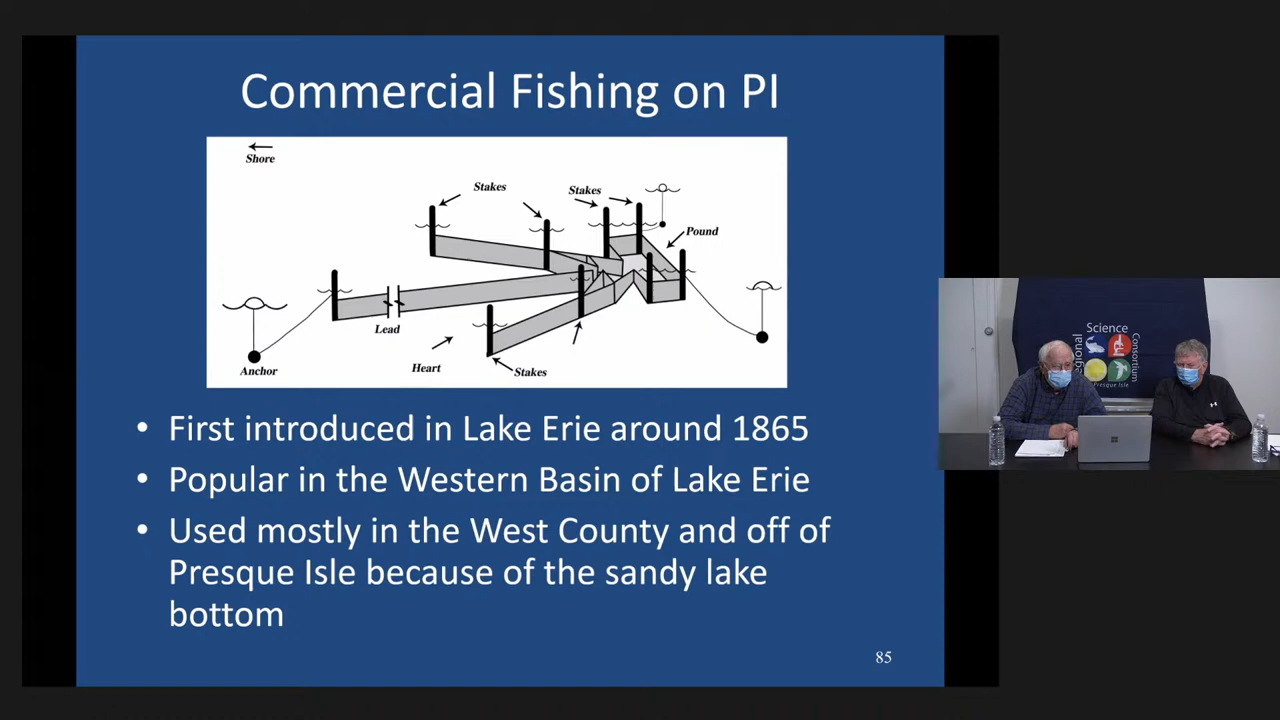 Commercial Fishing on PI
Shore
Stakes
Stakes
Pound
Lead
Anchor
Heart
Stakes
• First introduced in Lake Erie around 1865
• Popular in the Western Basin of Lake Erie
• Used mostly in the West County and off of
Presque Isle because of the sandy lake
bottom
85
Regional
Science
Consortium
Presque Isle